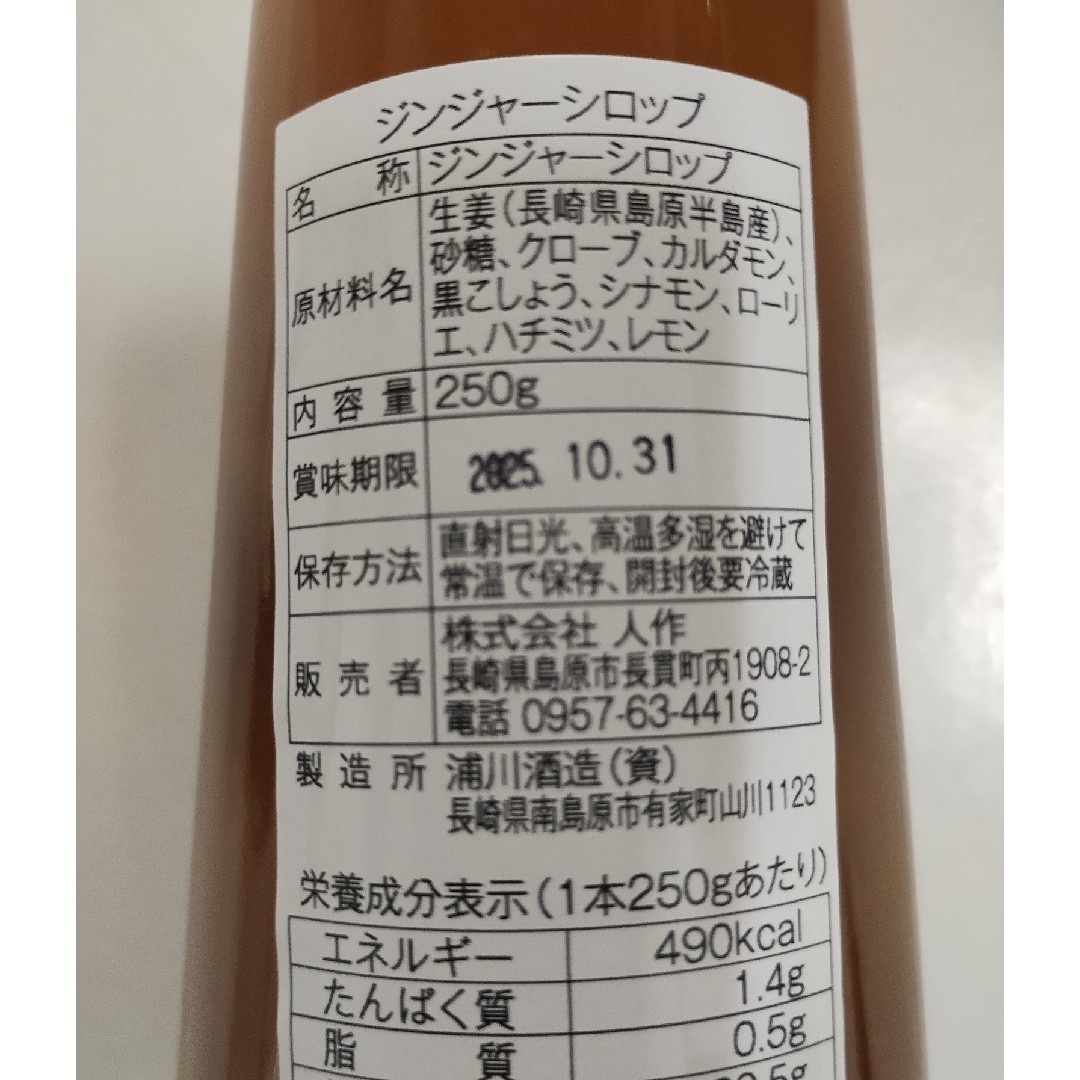 ジンジャーシロップ
名称 ジンジャーシロップ
原材料名 生姜(長崎県島原半島産)、
砂糖、クローブ、カルダモン、
黒こしょう、シナモン、ローリ
エ、ハチミツ、レモン
内容量 250g
賞味期限 2025. 10. 31
保存方法 直射日光、高温多湿を避けて
常温で保存、開封後要冷蔵
販売者 株式会社 人作
長崎県島原市長貫町丙1908-2
電話 0957-63-4416
製造所 浦川酒造(資)
長崎県南島原市有家町山川1123
栄養成分表示(1本250gあたり)
エネルギー 490kcal
たんぱく質 1.4g
脂質 0.5g